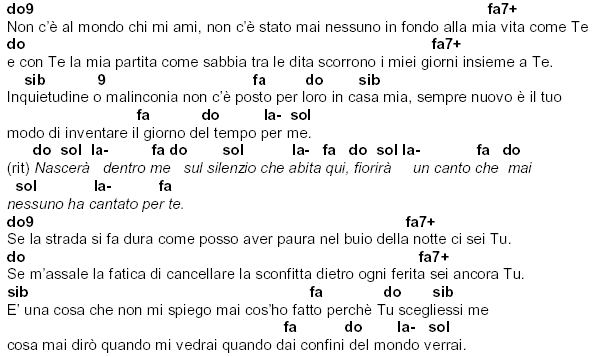 do9 fa7+
Non c'è al mondo chi mi ami, non c'è stato mai nessuno in fondo alla mia vita come Te
do fa7+
e con Te la mia partita come sabbia tra le dita scorrono i miei giorni insieme a Te.
sib 9 fa do sib
Inquietudine o malinconia non c'è posto per loro in casa mia, sempre nuovo è il tuo
fa do la- sol
modo di inventare il giorno del tempo per me.
do sol la- fa do sol la- fa do sol la- fa do
(rit) Nascerà dentro me sul silenzio che abita qui, fiorirà un canto che mai
sol la- fa
nessuno ha cantato per te.
do9 fa7+
Se la strada si fa dura come posso aver paura nel buio della notte ci sei Tu.
do fa7+
Se m'assale la fatica di cancellare la sconfitta dietro ogni ferita sei ancora Tu.
sib fa do sib
E' una cosa che non mi spiego mai cos'ho fatto perchè Tu scegliessi me
fa do la- sol
cosa mai dirò quando mi vedrai quando dai confini del mondo verrai.